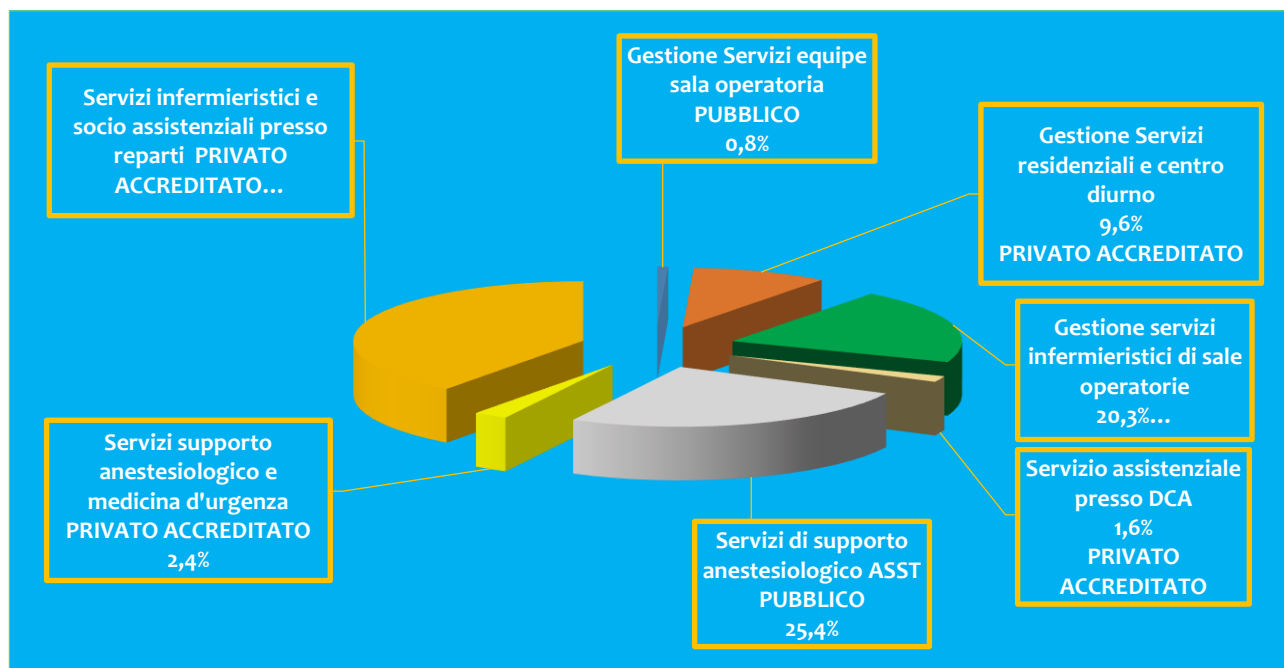 Servizi infermieristici e
socio assistenziali presso
reparti PRIVATO
ACCREDITATO...
Gestione Servizi equipe
sala operatoria
PUBBLICO
0,8%
Gestione Servizi
residenziali e centro
diurno
9,6%
PRIVATO ACCREDITATO
Gestione servizi
infermieristici di sale
operatorie
20,3%...
Servizio assistenziale
presso DCA
1,6%
PRIVATO
ACCREDITATO
Servizi di supporto
anestesiologico ASST
PUBBLICO
25,4%
Servizi supporto
anestesiologico e
medicina d'urgenza
PRIVATO ACCREDITATO
2,4%